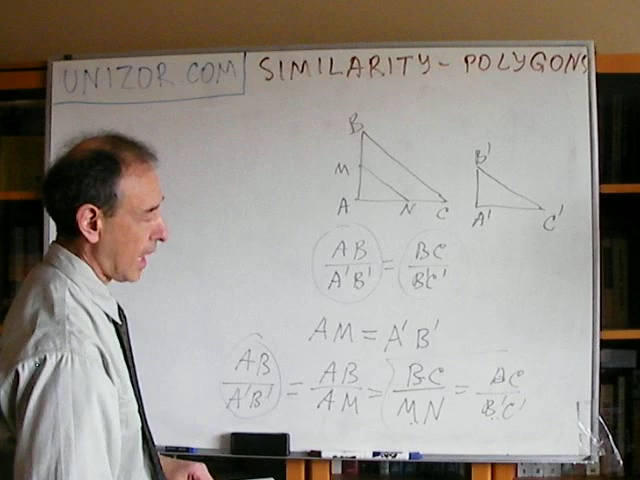 UNIZOR.COM SIMILARITY - POLYGONS
B
B'
M
A N C
A' C'
AB/A'B' = BC/B'C'
AM = A'B'
AB/A'B' = AB/AM = BC/MN = BC/B'C'